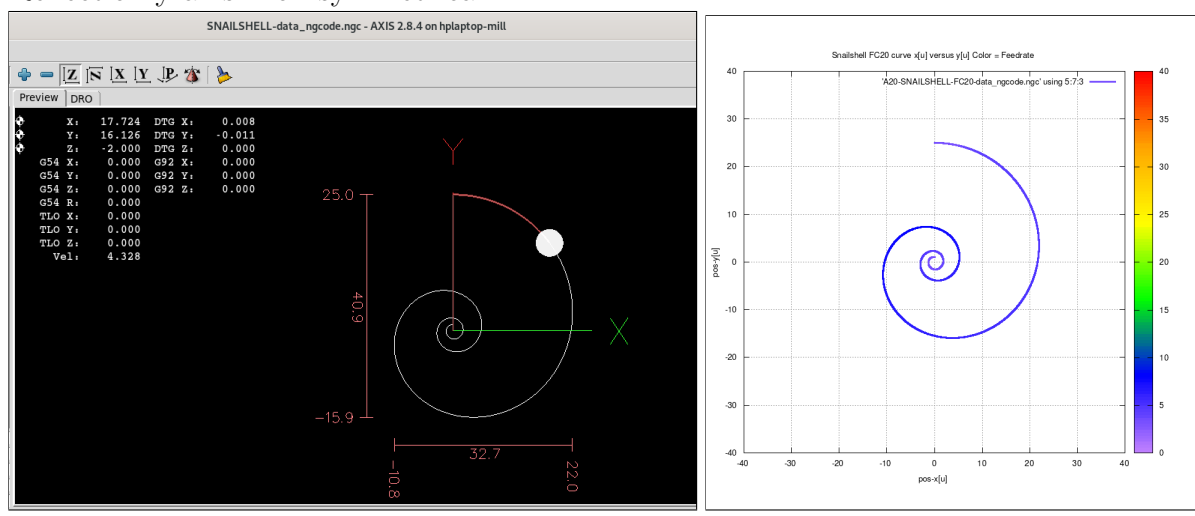 SNAILSHELL-data_ngcode.ngc - AXIS 2.8.4 on hplaptop-mill
Z N X Y P
Preview DRO
X: 17.724 DTG X: 0.008
Y: 16.126 DTG Y: -0.011
Z: -2.000 DTG Z: 0.000
G54 X: 0.000 G92 X: 0.000
G54 Y: 0.000 G92 Y: 0.000
G54 Z: 0.000 G92 Z: 0.000
G54 R: 0.000
TLO X: 0.000
TLO Y: 0.000
TLO Z: 0.000
Vel: 4.328
Y
25.0
40.9
X
-15.9
32.7
-10.8
22.0
Snailshell FC20 curve x[u] versus y[u] Color = Feedrate
'A20-SNAILSHELL-FC20-data_ngcode.ngc' using 5:7:3
40
30
20
10
0
-10
-20
-30
-40
pos-y[u]
-40 -30 -20 -10 0 10 20 30 40
pos-x[u]
40
35
30
25
20
15
10
5
0